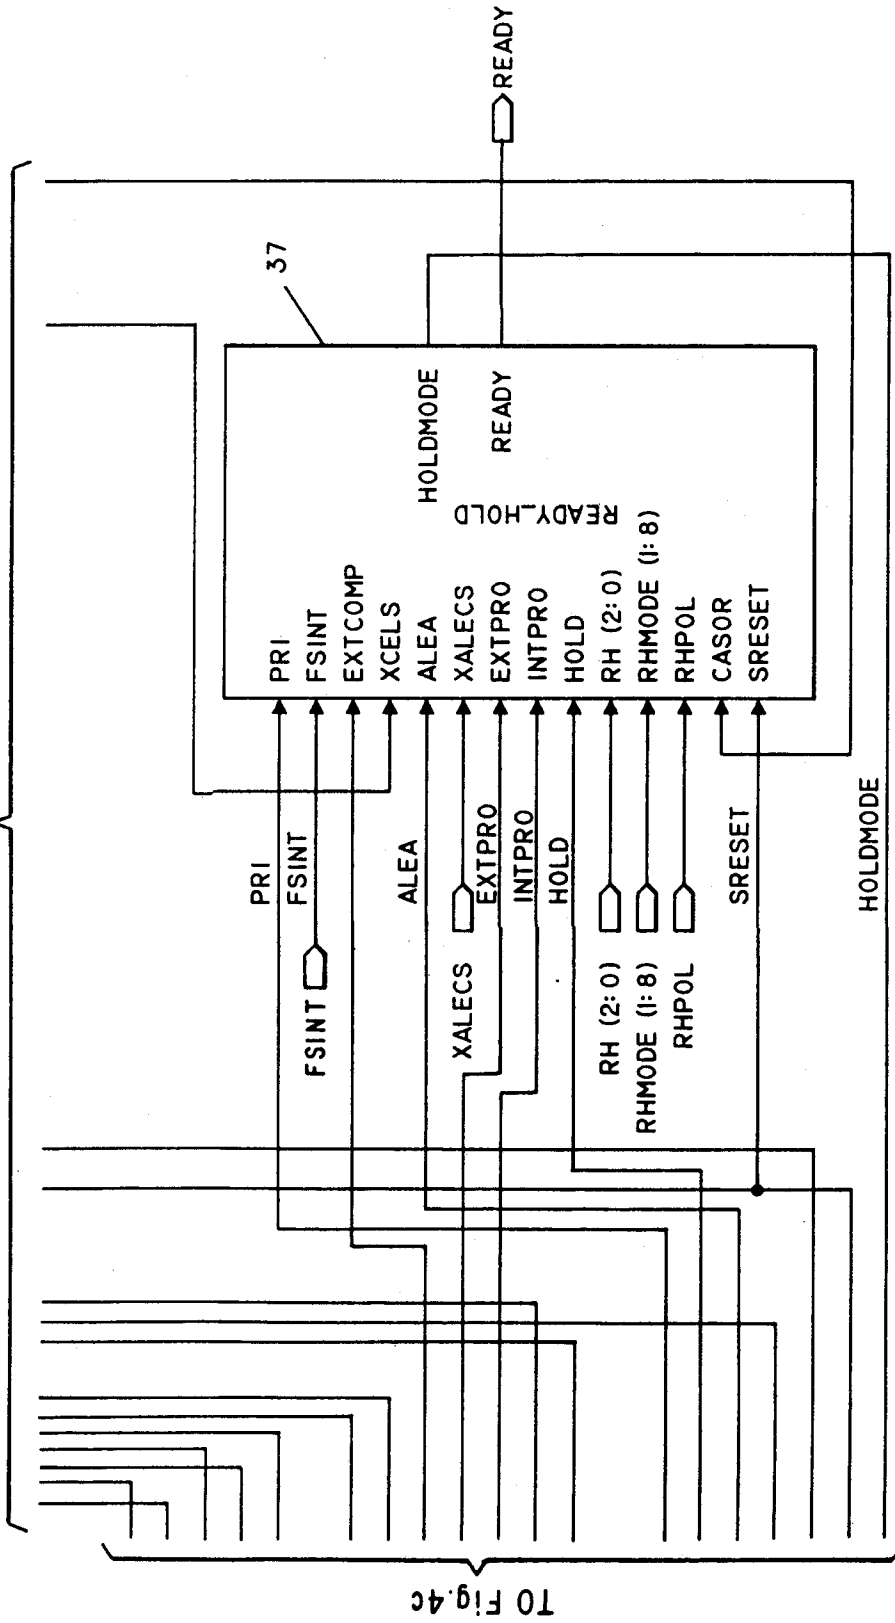 READY
37
HOLDMODE
READY
READY_HOLD
PRI
FSINT
EXTCOMP
XCELS
ALEA
XALECS
EXTPRO
INTPRO
HOLD
RH (2:0)
RHMODE (1:8)
RHPOL
CASOR
SRESET
PRI
FSINT
ALEA
EXTPRO
INTPRO
HOLD
SRESET
HOLDMODE
FSINT
XALECS
RH (2:0)
RHMODE (1:8)
RHPOL
TO Fig.4c